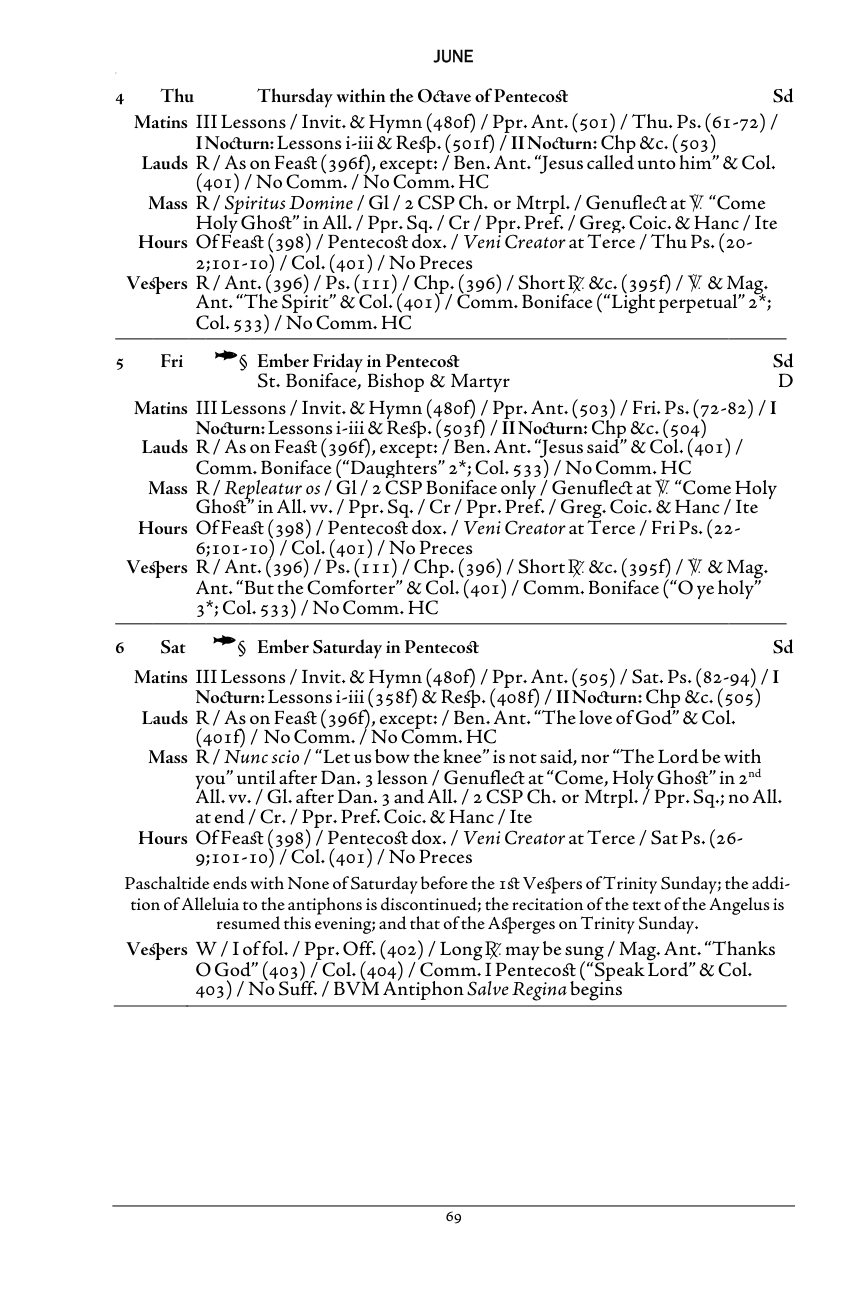 JUNE
4 Thu Thursday within the Octave of Pentecost Sd
Matins III Lessons / Invit. & Hymn (480f) / Ppr. Ant. (501) / Thu. Ps. (61-72) /
I Nocturn: Lessons i-iii & Resp. (501f) / II Nocturn: Chp &c. (503)
Lauds R / As on Feast (396f), except: / Ben. Ant. “Jesus called unto him” & Col.
(401) / No Comm. / No Comm. HC
Mass R / Spiritus Domine / Gl / 2 CSP Ch. or Mtrpl. / Genuflect at ℣. “Come
Holy Ghost” in All. / Ppr. Sq. / Cr / Ppr. Pref. / Greg. Coic. & Hanc / Ite
Hours Of Feast (398) / Pentecost dox. / Veni Creator at Terce / Thu Ps. (20-
2;101-10) / Col. (401) / No Preces
Vespers R / Ant. (396) / Ps. (111) / Chp. (396) / Short ℟. &c. (395f) / ℣. & Mag.
Ant. “The Spirit” & Col. (401) / Comm. Boniface (“Light perpetual” 2*;
Col. 533) / No Comm. HC
5 Fri § Ember Friday in Pentecost Sd
St. Boniface, Bishop & Martyr D
Matins III Lessons / Invit. & Hymn (480f) / Ppr. Ant. (503) / Fri. Ps. (72-82) / I
Nocturn: Lessons i-iii & Resp. (503f) / II Nocturn: Chp &c. (504)
Lauds R / As on Feast (396f), except: / Ben. Ant. “Jesus said” & Col. (401) /
Comm. Boniface (“Daughters” 2*; Col. 533) / No Comm. HC
Mass R / Repleatur os / Gl / 2 CSP Boniface only / Genuflect at ℣. “Come Holy
Ghost” in All. vv. / Ppr. Sq. / Cr / Ppr. Pref. / Greg. Coic. & Hanc / Ite
Hours Of Feast (398) / Pentecost dox. / Veni Creator at Terce / Fri Ps. (22-
6;101-10) / Col. (401) / No Preces
Vespers R / Ant. (396) / Ps. (111) / Chp. (396) / Short ℟. &c. (395f) / ℣. & Mag.
Ant. “But the Comforter” & Col. (401) / Comm. Boniface (“O ye holy”
3*; Col. 533) / No Comm. HC
6 Sat § Ember Saturday in Pentecost Sd
Matins III Lessons / Invit. & Hymn (480f) / Ppr. Ant. (505) / Sat. Ps. (82-94) / I
Nocturn: Lessons i-iii (358f) & Resp. (408f) / II Nocturn: Chp &c. (505)
Lauds R / As on Feast (396f), except: / Ben. Ant. “The love of God” & Col.
(401f) / No Comm. / No Comm. HC
Mass R / Nunc scio / “Let us bow the knee” is not said, nor “The Lord be with
you” until after Dan. 3 lesson / Genuflect at “Come, Holy Ghost” in 2nd
All. vv. / Gl. after Dan. 3 and All. / 2 CSP Ch. or Mtrpl. / Ppr. Sq.; no All.
at end / Cr. / Ppr. Pref. Coic. & Hanc / Ite
Hours Of Feast (398) / Pentecost dox. / Veni Creator at Terce / Sat Ps. (26-
9;101-10) / Col. (401) / No Preces
Paschaltide ends with None of Saturday before the 1st Vespers of Trinity Sunday; the addi-
tion of Alleluia to the antiphons is discontinued; the recitation of the text of the Angelus is
resumed this evening; and that of the Asperges on Trinity Sunday.
Vespers W / I of fol. / Ppr. Off. (402) / Long ℟. may be sung / Mag. Ant. “Thanks
O God” (403) / Col. (404) / Comm. I Pentecost (“Speak Lord” & Col.
403) / No Suff. / BVM Antiphon Salve Regina begins
69